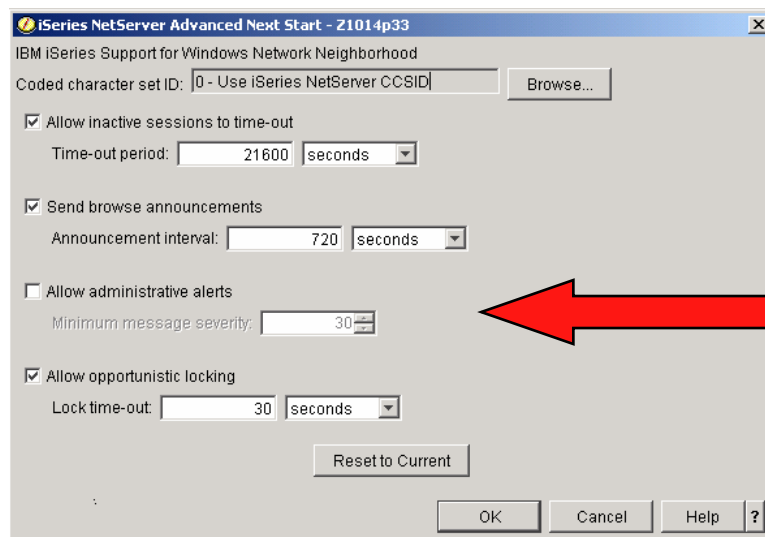 iSeries NetServer Advanced Next Start - Z1014p33
IBM iSeries Support for Windows Network Neighborhood
Coded character set ID: 0 - Use iSeries NetServer CCSID Browse...
Allow inactive sessions to time-out
Time-out period: 21600 seconds
Send browse announcements
Announcement interval: 720 seconds
Allow administrative alerts
Minimum message severity: 30
Allow opportunistic locking
Lock time-out: 30 seconds
Reset to Current
OK Cancel Help ?